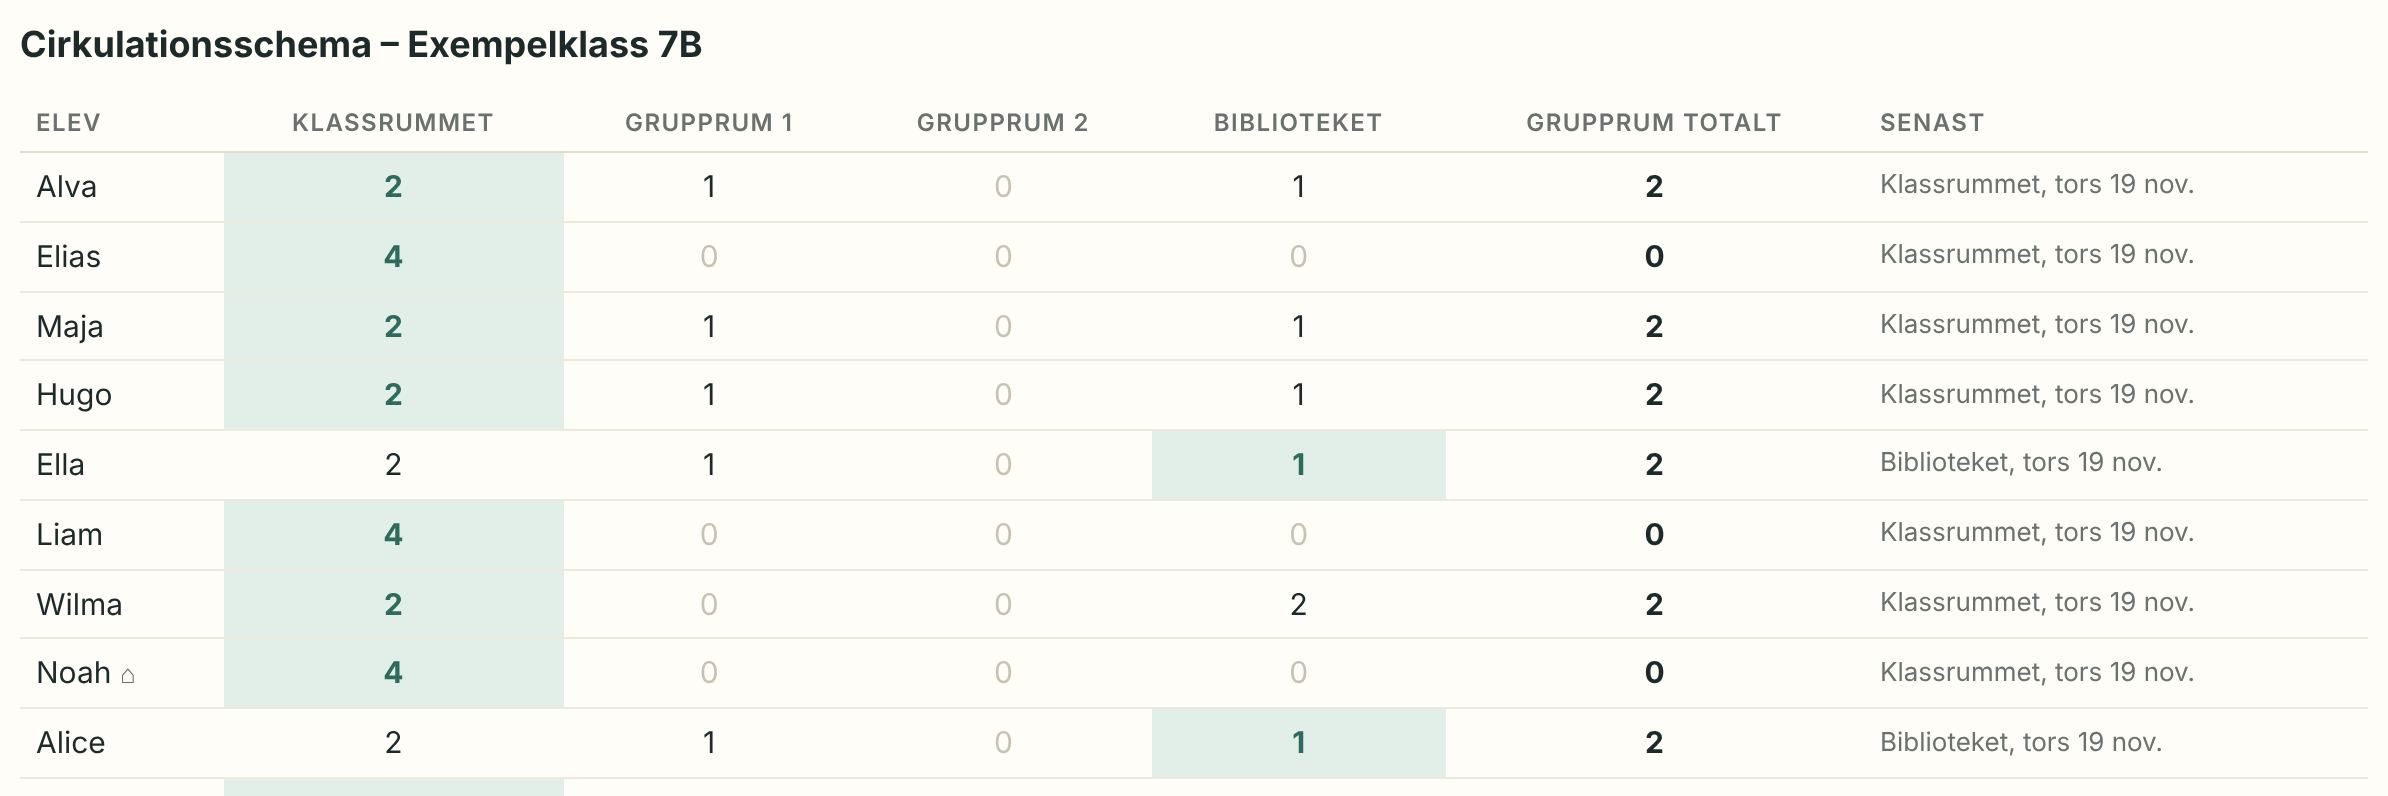 Cirkulationsschema – Exempelklass 7B
ELEV KLASSRUMMET GRUPPRUM 1 GRUPPRUM 2 BIBLIOTEKET GRUPPRUM TOTALT SENAST
Alva 2 1 0 1 2 Klassrummet, tors 19 nov.
Elias 4 0 0 0 0 Klassrummet, tors 19 nov.
Maja 2 1 0 1 2 Klassrummet, tors 19 nov.
Hugo 2 1 0 1 2 Klassrummet, tors 19 nov.
Ella 2 1 0 1 2 Biblioteket, tors 19 nov.
Liam 4 0 0 0 0 Klassrummet, tors 19 nov.
Wilma 2 0 0 2 2 Klassrummet, tors 19 nov.
Noah ⌂ 4 0 0 0 0 Klassrummet, tors 19 nov.
Alice 2 1 0 1 2 Biblioteket, tors 19 nov.